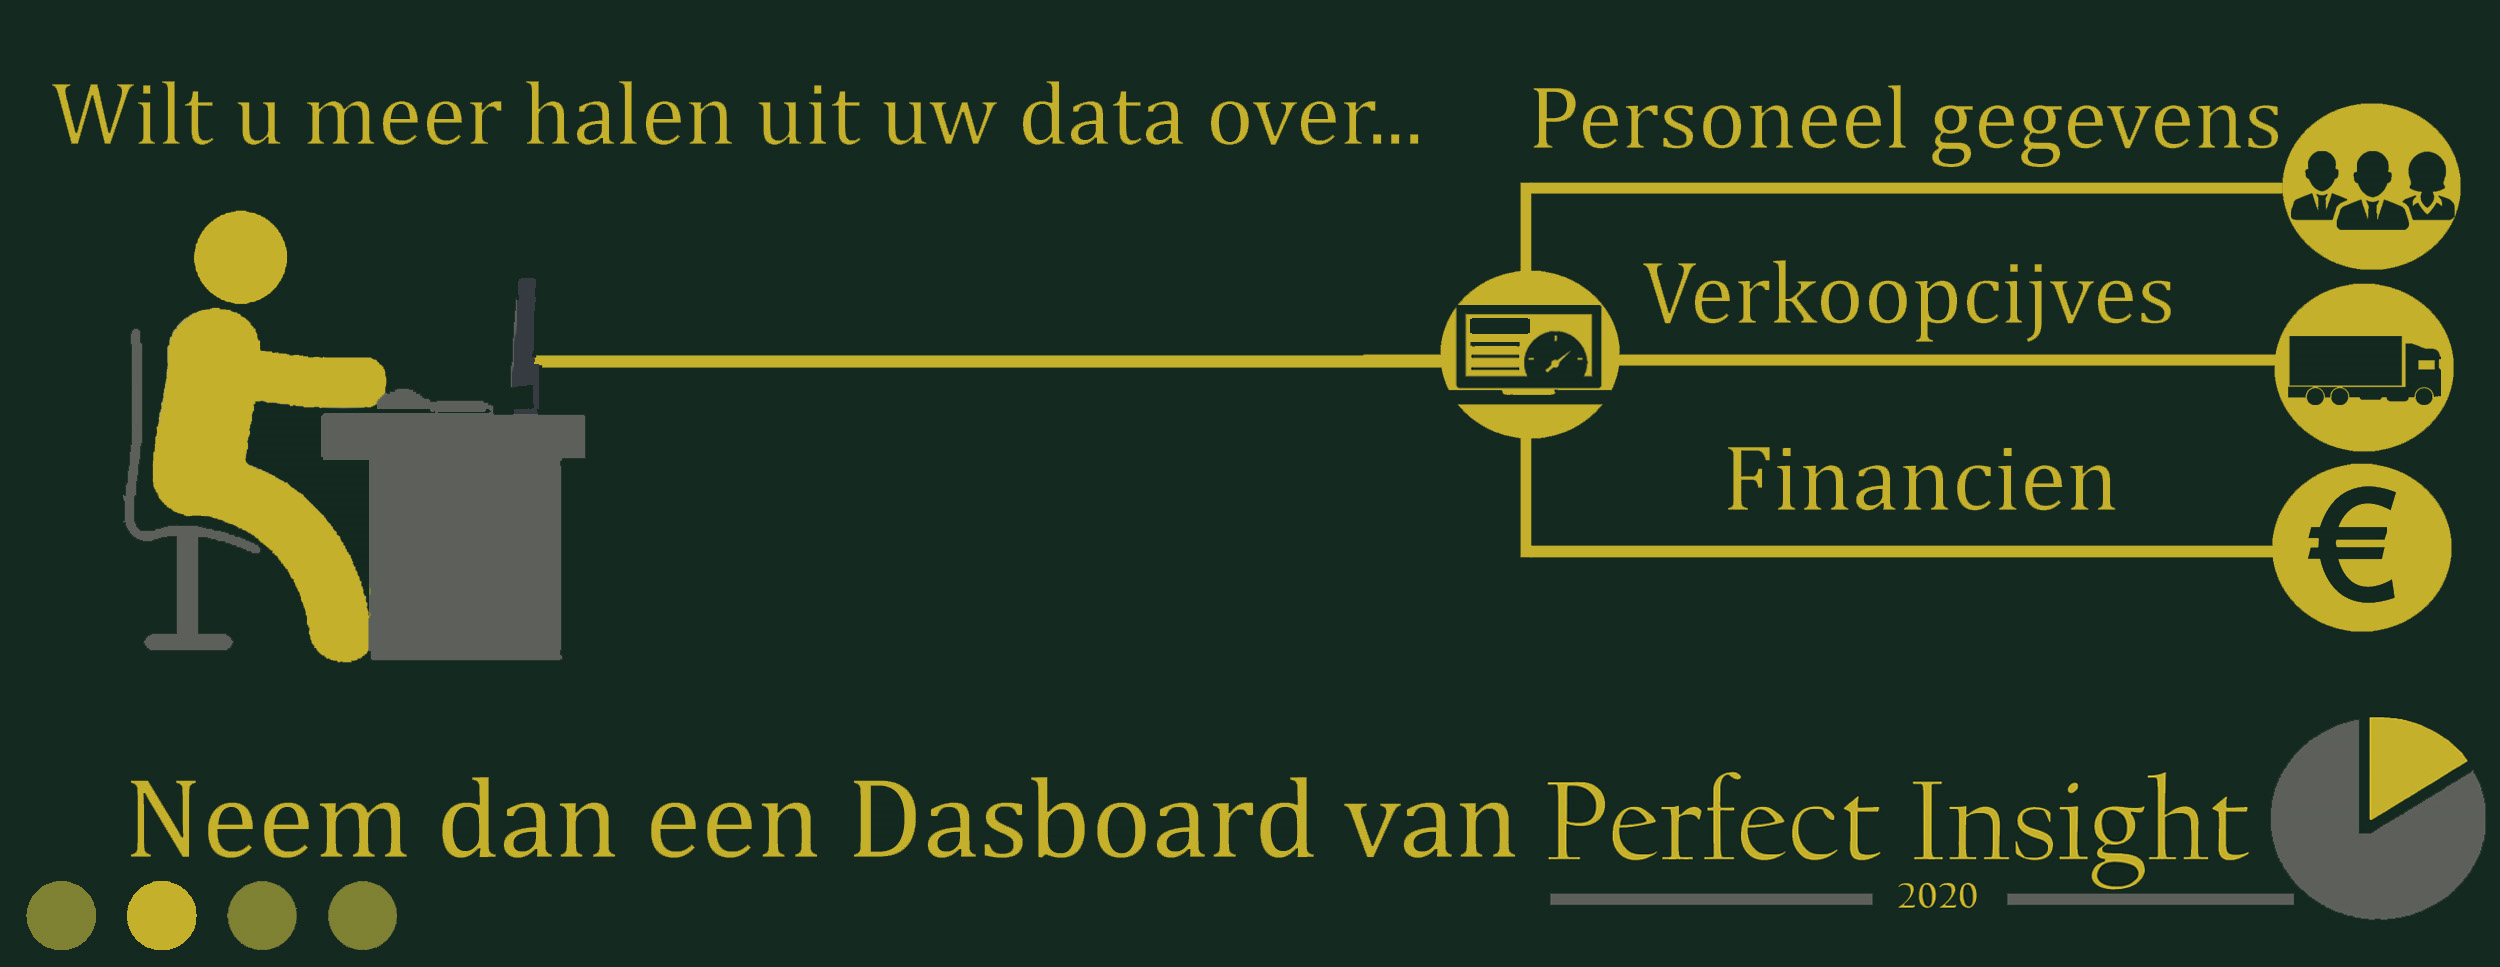 Wilt u meer halen uit uw data over...
Personeel gegevens
Verkoopcijves
Financien
€
Neem dan een Dasboard van Perfect Insight
2020